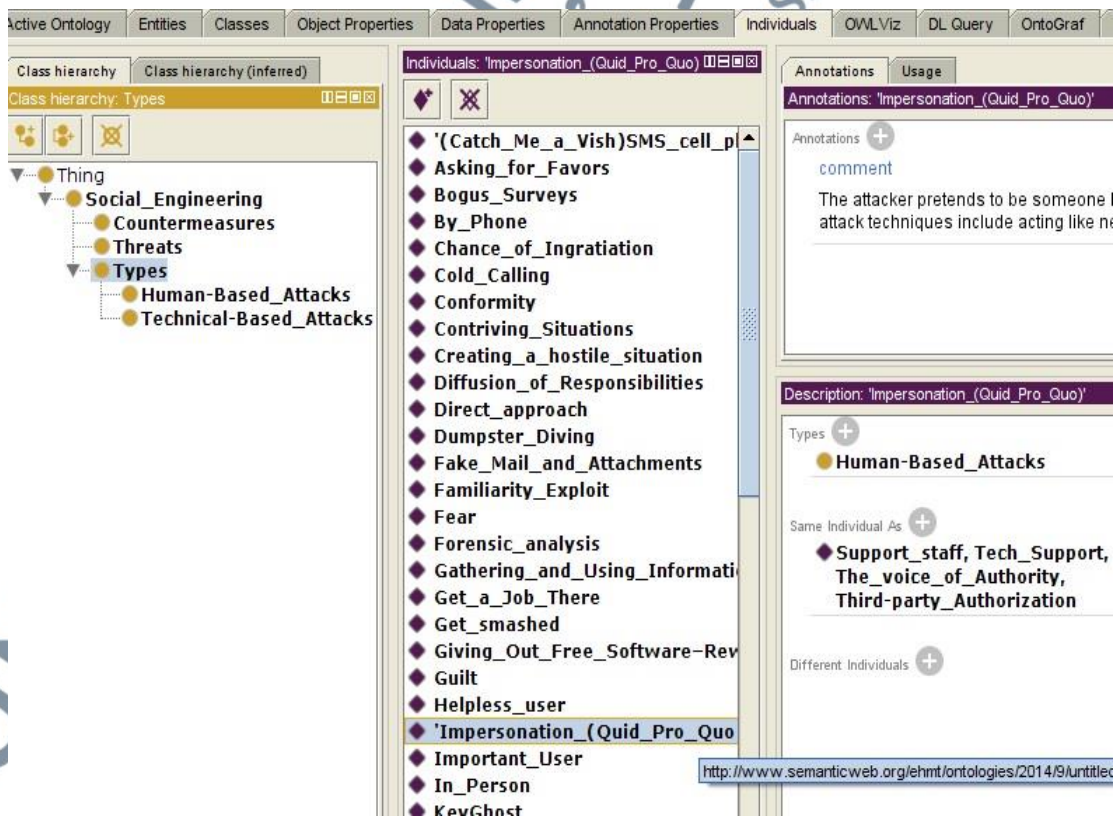 Active Ontology Entities Classes Object Properties Data Properties Annotation Properties Individuals OWLViz DL Query OntoGraf
Class hierarchy Class hierarchy (inferred)
Class hierarchy: Types
Thing
Social_Engineering
Countermeasures
Threats
Types
Human-Based_Attacks
Technical-Based_Attacks
Individuals: 'Impersonation_(Quid_Pro_Quo)
'(Catch_Me_a_Vish)SMS_cell_pl
Asking_for_Favors
Bogus_Surveys
By_Phone
Chance_of_Ingratiation
Cold_Calling
Conformity
Contriving_Situations
Creating_a_hostile_situation
Diffusion_of_Responsibilities
Direct_approach
Dumpster_Diving
Fake_Mail_and_Attachments
Familiarity_Exploit
Fear
Forensic_analysis
Gathering_and_Using_Informati
Get_a_Job_There
Get_smashed
Giving_Out_Free_Software-Rew
Guilt
Helpless_user
'Impersonation_(Quid_Pro_Quo
Important_User
In_Person
KeyGhost
Annotations Usage
Annotations: 'Impersonation_(Quid_Pro_Quo)'
Annotations
comment
The attacker pretends to be someone
attack techniques include acting like ne
Description: 'Impersonation_(Quid_Pro_Quo)'
Types
Human-Based_Attacks
Same Individual As
Support_staff, Tech_Support,
The_voice_of_Authority,
Third-party_Authorization
Different Individuals
http://www.semanticweb.org/ehmt/ontologies/2014/9/untitled